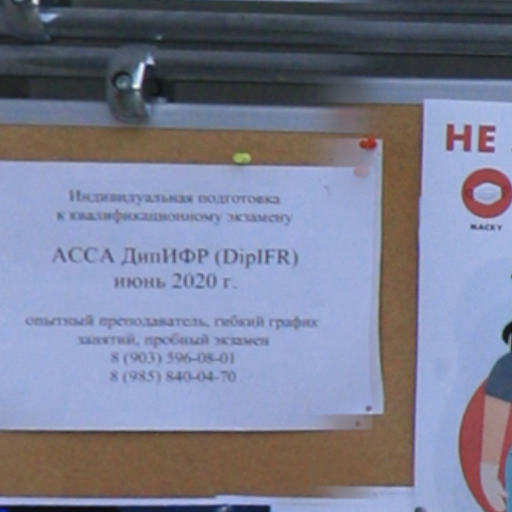 Индивидуальная подготовка
к квалификационному экзамену
АССА ДипИФР (DipIFR)
июнь 2020 г.
опытный преподаватель, гибкий график
занятий, пробный экзамен
8 (903) 596-08-01
8 (985) 840-04-70
НЕ
МАСКУ